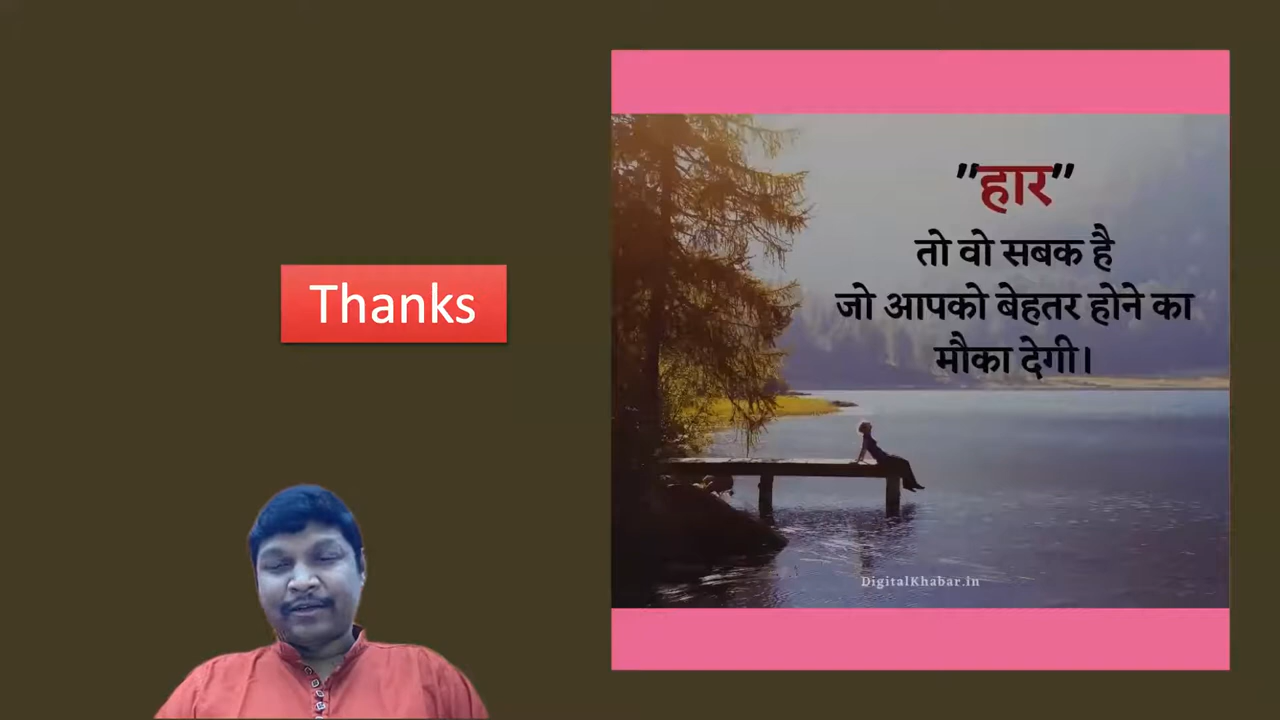 Thanks
"हार"
तो वो सबक है
जो आपको बेहतर होने का
मौका देगी।
DigitalKhabar.in